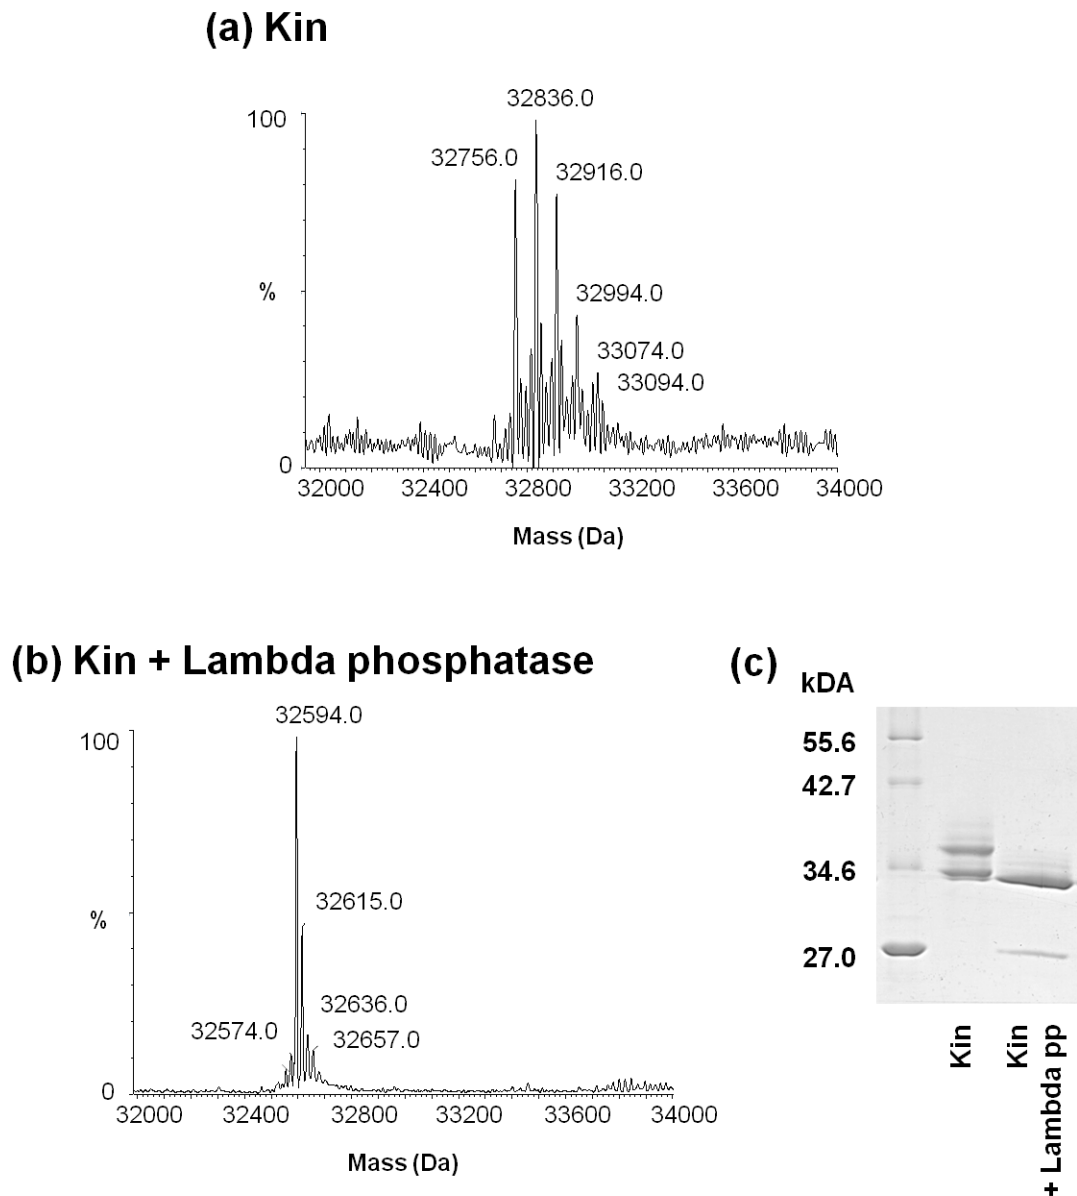 (a) Kin
32836.0
100
32756.0
32916.0
%
32994.0
33074.0
33094.0
0
32000 32400 32800 33200 33600 34000
Mass (Da)
(b) Kin + Lambda phosphatase
(c)
kDA
32594.0
100
55.6
42.7
34.6
32615.0
%
27.0
32636.0
32574.0
32657.0
0
32000 32400 32800 33200 33600 34000
Mass (Da)
Kin
Kin
+ Lambda pp